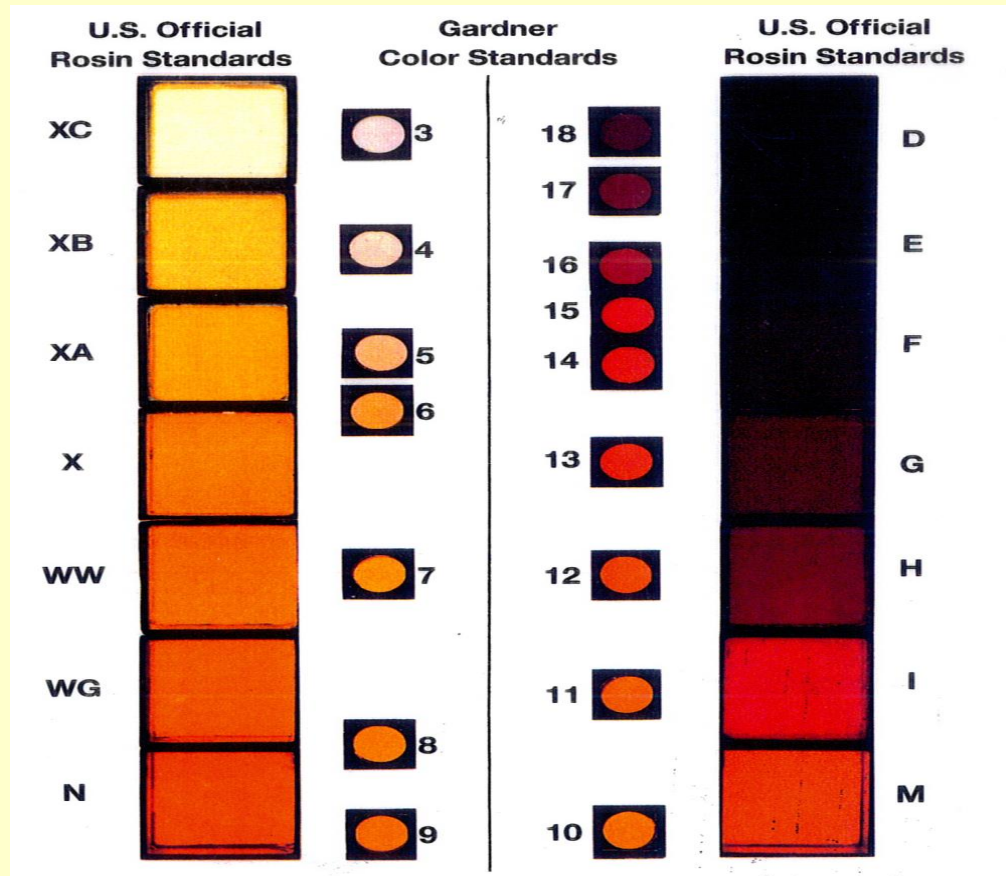 U.S. Official
Rosin Standards
XC
XB
XA
X
WW
WG
N
Gardner
Color Standards
3
4
5
6
7
8
9
18
17
16
15
14
13
12
11
10
U.S. Official
Rosin Standards
D
E
F
G
H
I
M